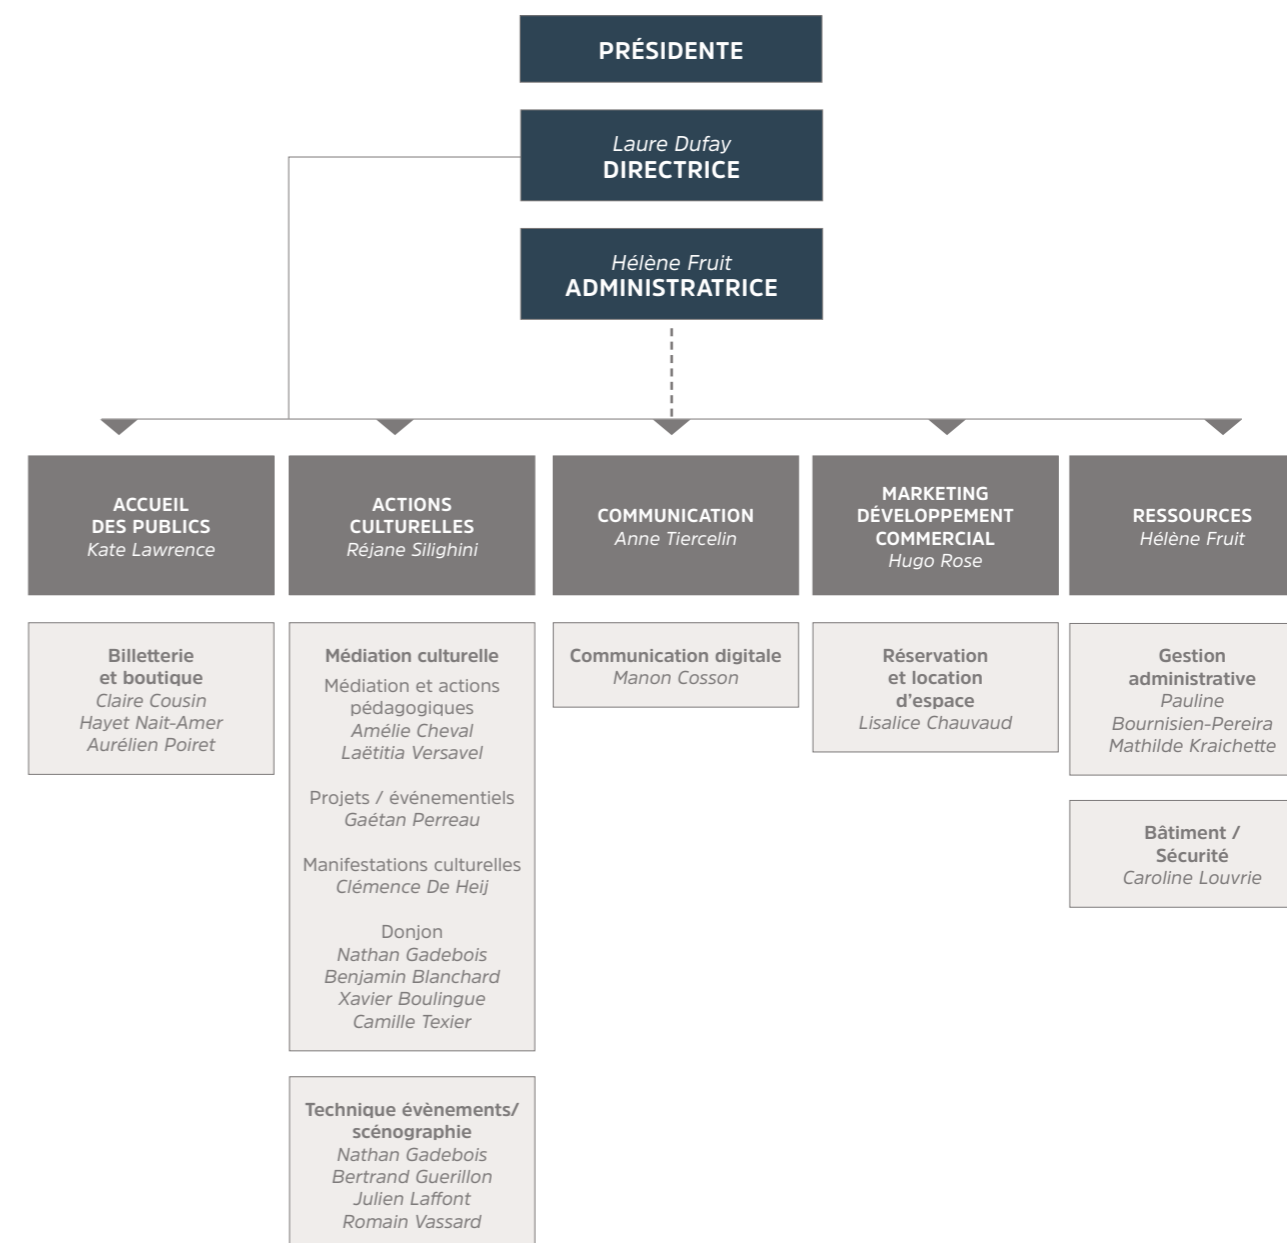 PRÉSIDENTE
Laure Dufay
DIRECTRICE
Hélène Fruit
ADMINISTRATRICE
ACCUEIL
DES PUBLICS
Kate Lawrence
ACTIONS
CULTURELLES
Réjane Silighini
COMMUNICATION
Anne Tiercelin
MARKETING
DÉVELOPPEMENT
COMMERCIAL
Hugo Rose
RESSOURCES
Hélène Fruit
Billetterie
et boutique
Claire Cousin
Hayet Nait-Amer
Aurélien Poiret
Médiation culturelle
Médiation et actions
pédagogiques
Amélie Cheval
Laëtitia Versavel
Projets / événementiels
Gaétan Perreau
Manifestations culturelles
Clémence De Heij
Donjon
Nathan Gadebois
Benjamin Blanchard
Xavier Boulingue
Camille Texier
Technique évènements/
scénographie
Nathan Gadebois
Bertrand Guerillon
Julien Laffont
Romain Vassard
Communication digitale
Manon Cosson
Réservation
et location
d'espace
Lisalice Chauvaud
Gestion
administrative
Pauline
Bournisien-Pereira
Mathilde Kraichette
Bâtiment /
Sécurité
Caroline Louvrie